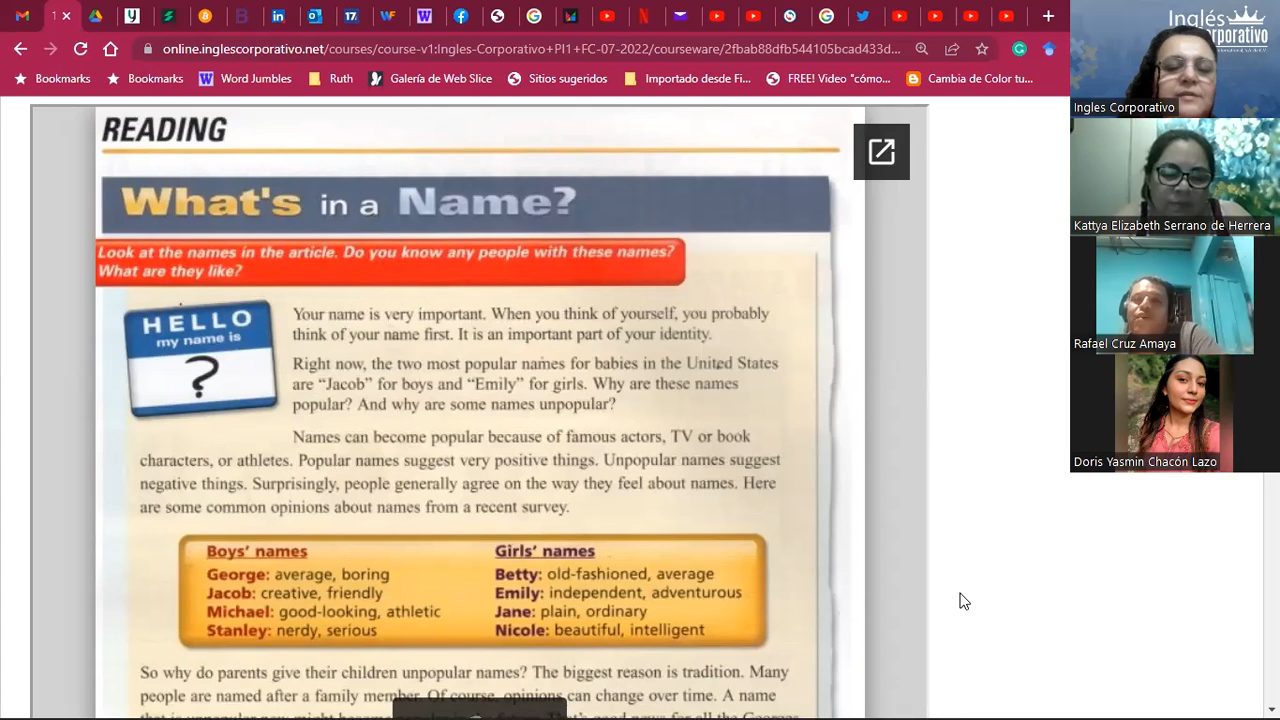 17
online.inglescorporativo.net/courses/course-v1:Ingles-Corporativo+PI1+FC-07-2022/courseware/2fbab88dfb544105bcad433d...
Bookmarks
Bookmarks
Word Jumbles
Ruth
Galería de Web Slice
Sitios sugeridos
Importado desde Fi...
FREE! Video "cómo...
Cambia de Color tu...
READING
What's in a Name?
Look at the names in the article. Do you know any people with these names?
What are they like?
HELLO
my name is
?
Your name is very important. When you think of yourself, you probably
think of your name first. It is an important part of your identity.
Right now, the two most popular names for babies in the United States
are “Jacob” for boys and “Emily” for girls. Why are these names
popular? And why are some names unpopular?
Names can become popular because of famous actors, TV or book
characters, or athletes. Popular names suggest very positive things. Unpopular names suggest
negative things. Surprisingly, people generally agree on the way they feel about names. Here
are some common opinions about names from a recent survey.
Boys’ names
George: average, boring
Jacob: creative, friendly
Michael: good-looking, athletic
Stanley: nerdy, serious
Girls’ names
Betty: old-fashioned, average
Emily: independent, adventurous
Jane: plain, ordinary
Nicole: beautiful, intelligent
So why do parents give their children unpopular names? The biggest reason is tradition. Many
people are named after a family member. Of course, opinions can change over time. A name
Inglés
Corporativo
Ingles Corporativo
Kattya Elizabeth Serrano de Herrera
Rafael Cruz Amaya
Doris Yasmin Chacón Lazo